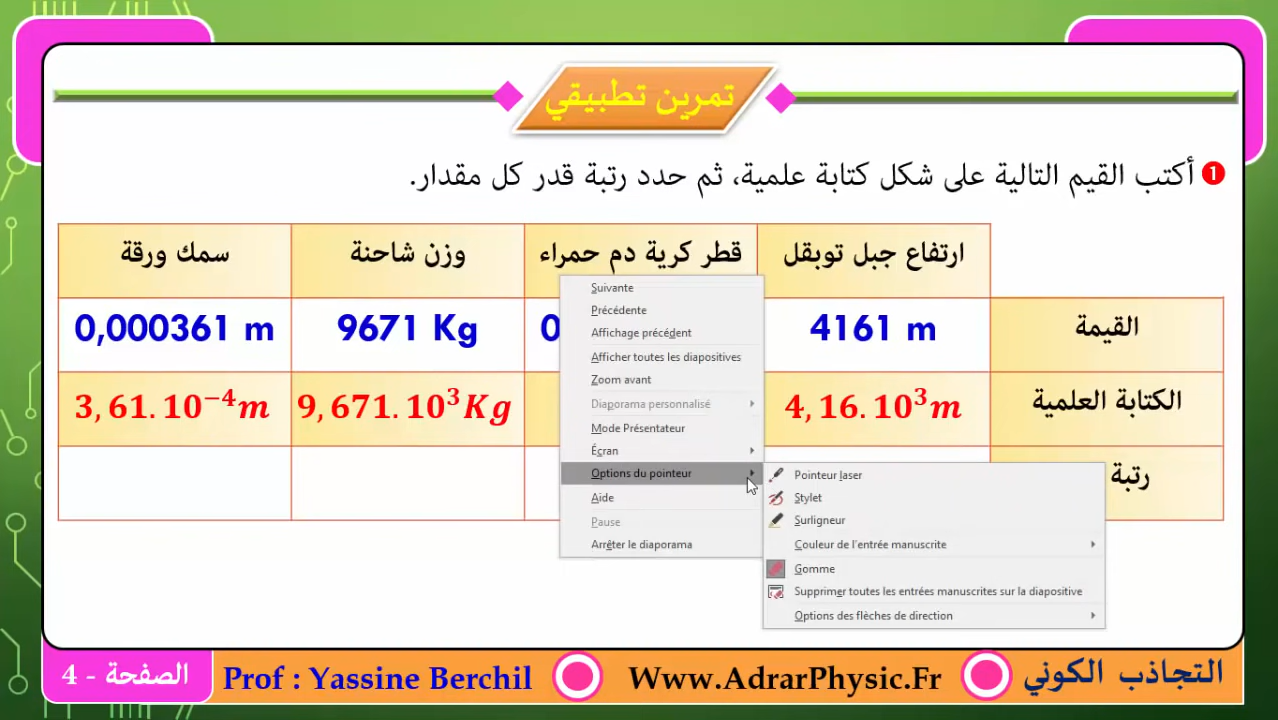 تمرين تطبيقي
❶ أكتب القيم التالية على شكل كتابة علمية، ثم حدد رتبة قدر كل مقدار.
ارتفاع جبل توبقل
قطر كرية دم حمراء
وزن شاحنة
سمك ورقة
القيمة
4161 m
0
9671 Kg
0,000361 m
الكتابة العلمية
4,16.10³m
9,671.10³Kg
3,61.10⁻⁴m
رتبة
Suivante
Précédente
Affichage précédent
Afficher toutes les diapositives
Zoom avant
Diaporama personnalisé
Mode Présentateur
Écran
Options du pointeur
Aide
Pause
Arrêter le diaporama
Pointeur laser
Stylet
Surligneur
Couleur de l'entrée manuscrite
Gomme
Supprimer toutes les entrées manuscrites sur la diapositive
Options des flèches de direction
التجاذب الكوني
Www.AdrarPhysic.Fr
Prof : Yassine Berchil
الصفحة - 4